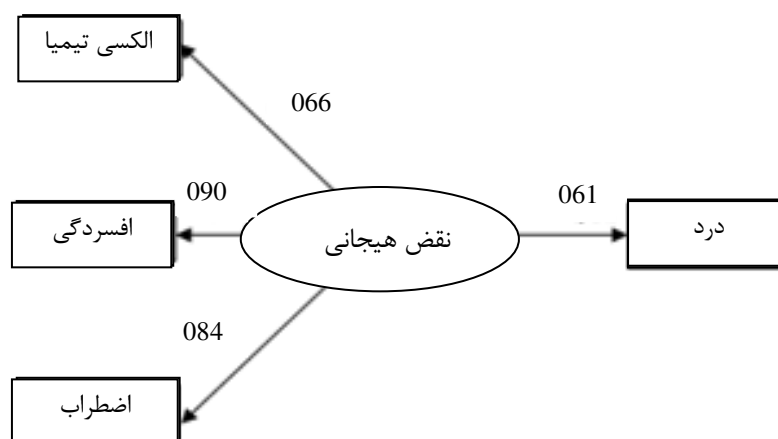 الکسی تیمیا
066
090
061
افسردگی
نقض هیجانی
درد
084
اضطراب